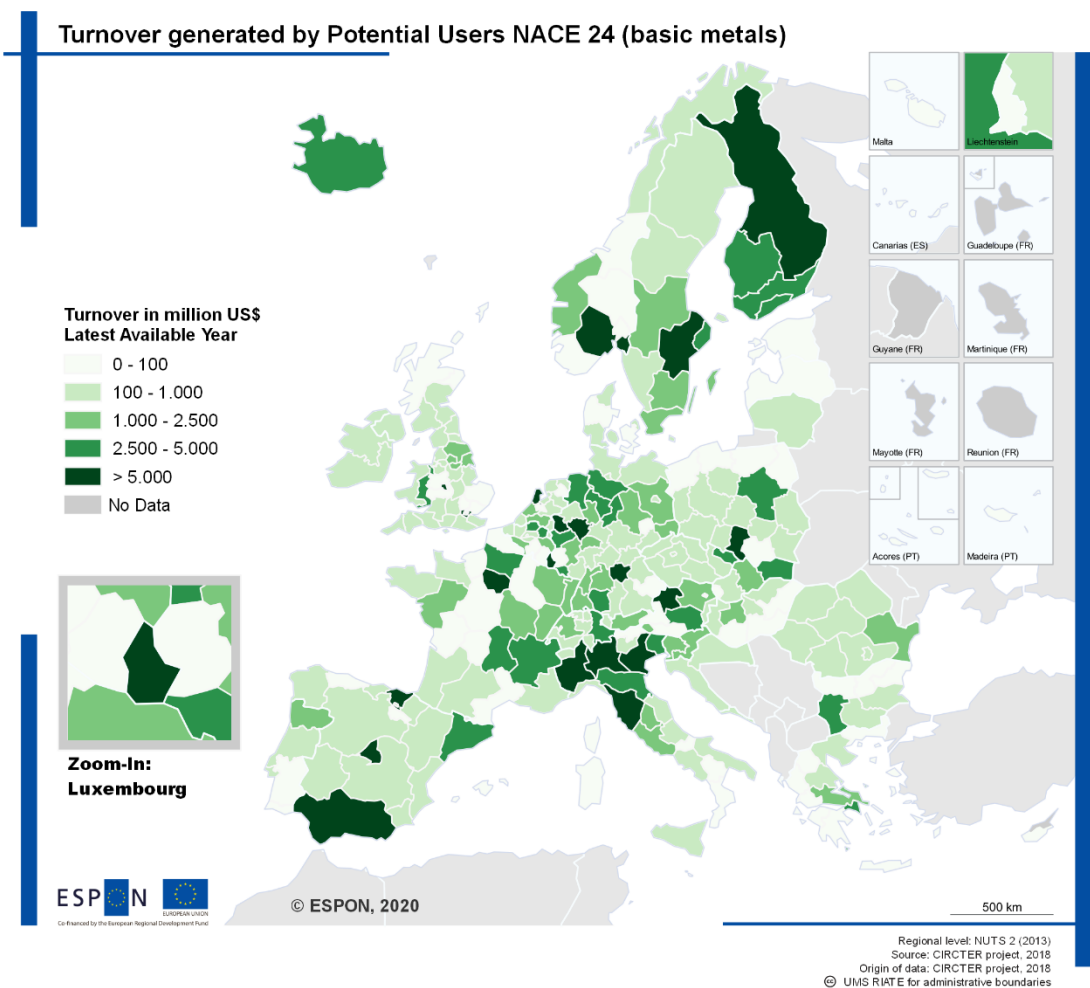 Turnover generated by Potential Users NACE 24 (basic metals)
Malta
Liechtenstein
Canarias (ES)
Guadeloupe (FR)
Guyane (FR)
Martinique (FR)
Mayotte (FR)
Reunion (FR)
Acores (PT)
Madeira (PT)
Turnover in million US$
Latest Available Year
0 - 100
100 - 1.000
1.000 - 2.500
2.500 - 5.000
> 5.000
No Data
Zoom-In:
Luxembourg
ESPON
EUROPEAN UNION
Co-financed by the European Regional Development Fund
© ESPON, 2020
500 km
Regional level: NUTS 2 (2013)
Source: CIRCTER project, 2018
Origin of data: CIRCTER project, 2018
cc UMS RIATE for administrative boundaries